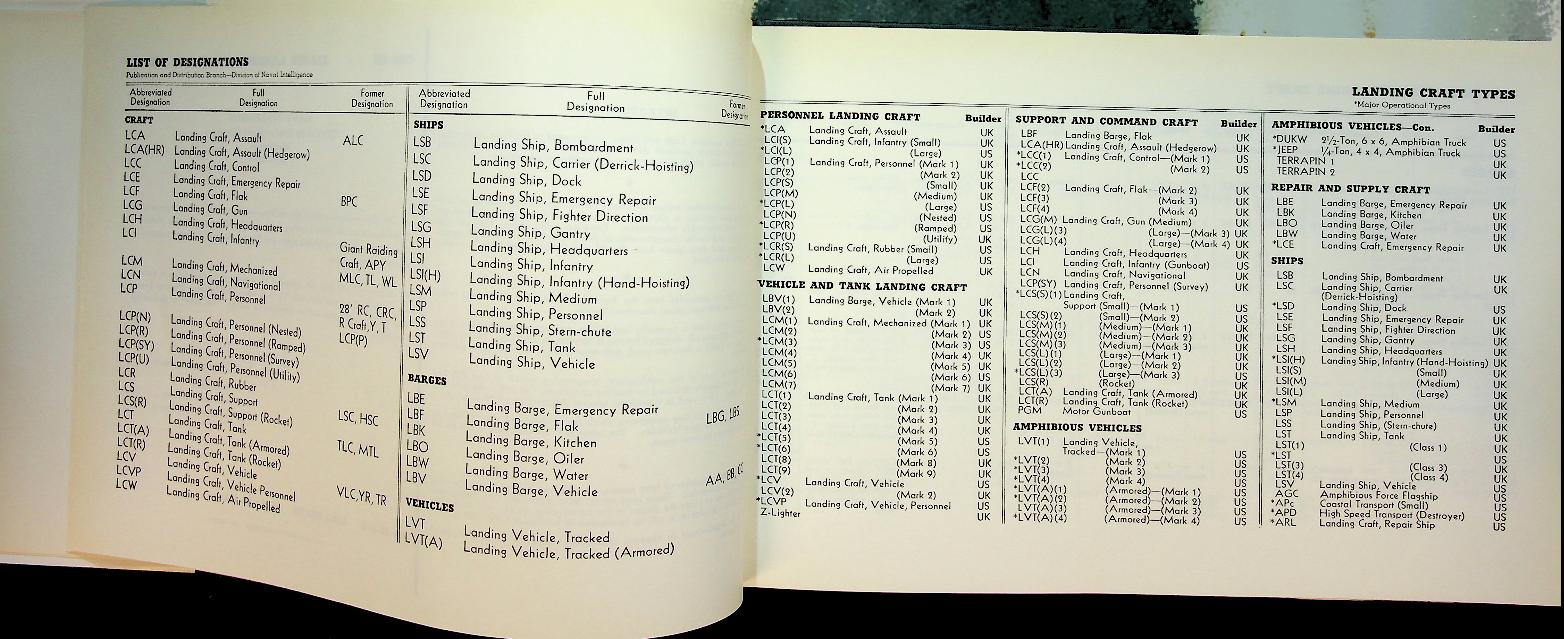 LIST OF DESIGNATIONS
Publication and Distribution Branch—Division of Naval Intelligence
Abbreviated Designation Full Designation Former Designation
CRAFT
LCA Landing Craft, Assault ALC
LCA(HR) Landing Craft, Assault (Hedgerow)
LCC Landing Craft, Control
LCE Landing Craft, Emergency Repair
LCF Landing Craft, Flak BPC
LCG Landing Craft, Gun
LCH Landing Craft, Headquarters
LCI Landing Craft, Infantry Giant Raiding
Craft, APY
LCM Landing Craft, Mechanized MLC, TL, WL
LCN Landing Craft, Navigational
LCP Landing Craft, Personnel 28' RC, CRC,
R Craft, Y, T
LCP(N) Landing Craft, Personnel (Nested) LCP(P)
LCP(R) Landing Craft, Personnel (Ramped)
LCP(SY) Landing Craft, Personnel (Survey)
LCP(U) Landing Craft, Personnel (Utility)
LCR Landing Craft, Rubber
LCS Landing Craft, Support LSC, HSC
LCS(R) Landing Craft, Support (Rocket)
LCT Landing Craft, Tank TLC, MTL
LCT(A) Landing Craft, Tank (Armored)
LCT(R) Landing Craft, Tank (Rocket)
LCV Landing Craft, Vehicle VLC, YR, TR
LCVP Landing Craft, Vehicle Personnel
LCW Landing Craft, Air Propelled
Abbreviated Designation Full Designation Former
SHIPS
LSB Landing Ship, Bombardment
LSC Landing Ship, Carrier (Derrick-Hoisting)
LSD Landing Ship, Dock
LSE Landing Ship, Emergency Repair
LSF Landing Ship, Fighter Direction
LSG Landing Ship, Gantry
LSH Landing Ship, Headquarters
LSI Landing Ship, Infantry
LSI(H) Landing Ship, Infantry (Hand-Hoisting)
LSM Landing Ship, Medium
LSP Landing Ship, Personnel
LSS Landing Ship, Stern-chute
LST Landing Ship, Tank
LSV Landing Ship, Vehicle
BARGES
LBE Landing Barge, Emergency Repair
LBF Landing Barge, Flak LBG, LBS
LBK Landing Barge, Kitchen
LBO Landing Barge, Oiler
LBW Landing Barge, Water
LBV Landing Barge, Vehicle AA, BB, CC
VEHICLES
LVT Landing Vehicle, Tracked
LVT(A) Landing Vehicle, Tracked (Armored)
LANDING CRAFT TYPES
*Major Operational Types
PERSONNEL LANDING CRAFT Builder
*LCA Landing Craft, Assault UK
LCI(S) Landing Craft, Infantry (Small) UK
*LCI(L) (Large) US
LCP(1) Landing Craft, Personnel (Mark 1) UK
LCP(2) (Mark 2) UK
LCP(S) (Small) UK
LCP(M) (Medium) UK
*LCP(L) (Large) US
LCP(N) (Nested) US
*LCP(R) (Ramped) US
LCP(U) (Utility) UK
*LCR(S) Landing Craft, Rubber (Small) US
*LCR(L) (Large) US
LCW Landing Craft, Air Propelled UK
VEHICLE AND TANK LANDING CRAFT
LBV(1) Landing Barge, Vehicle (Mark 1) UK
LBV(2) (Mark 2) UK
LCM(1) Landing Craft, Mechanized (Mark 1) UK
LCM(2) (Mark 2) US
*LCM(3) (Mark 3) US
LCM(4) (Mark 4) UK
LCM(5) (Mark 5) UK
LCM(6) (Mark 6) US
LCM(7) (Mark 7) UK
LCT(1) Landing Craft, Tank (Mark 1) UK
LCT(2) (Mark 2) UK
LCT(3) (Mark 3) UK
LCT(4) (Mark 4) UK
*LCT(5) (Mark 5) US
*LCT(6) (Mark 6) US
LCT(8) (Mark 8) UK
LCT(9) (Mark 9) UK
*LCV Landing Craft, Vehicle US
LCV(2) (Mark 2) UK
*LCVP Landing Craft, Vehicle, Personnel US
Z-Lighter UK
SUPPORT AND COMMAND CRAFT Builder
LBF Landing Barge, Flak UK
LCA(HR) Landing Craft, Assault (Hedgerow) UK
*LCC(1) Landing Craft, Control—(Mark 1) US
*LCC(2) (Mark 2) US
LCC
LCF(2) Landing Craft, Flak—(Mark 2) UK
LCF(3) (Mark 3) UK
LCF(4) (Mark 4) UK
LCG(M) Landing Craft, Gun (Medium) UK
LCG(L)(3) (Large)—(Mark 3) UK
LCG(L)(4) (Large)—(Mark 4) UK
LCH Landing Craft, Headquarters UK
LCI Landing Craft, Infantry (Gunboat) US
LCN Landing Craft, Navigational UK
LCP(SY) Landing Craft, Personnel (Survey) UK
*LCS(S)(1) Landing Craft,
Support (Small)—(Mark 1) US
LCS(S)(2) (Small)—(Mark 2) US
LCS(M)(1) (Medium)—(Mark 1) UK
LCS(M)(2) (Medium)—(Mark 2) UK
LCS(M)(3) (Medium)—(Mark 3) UK
LCS(L)(1) (Large)—(Mark 1) UK
LCS(L)(2) (Large)—(Mark 2) UK
*LCS(L)(3) (Large)—(Mark 3) US
LCS(R) (Rocket) UK
LCT(A) Landing Craft, Tank (Armored) UK
LCT(R) Landing Craft, Tank (Rocket) UK
PGM Motor Gunboat US
AMPHIBIOUS VEHICLES
LVT(1) Landing Vehicle,
Tracked—(Mark 1) US
*LVT(2) (Mark 2) US
*LVT(3) (Mark 3) US
*LVT(4) (Mark 4) US
*LVT(A)(1) (Armored)—(Mark 1) US
*LVT(A)(2) (Armored)—(Mark 2) US
LVT(A)(3) (Armored)—(Mark 3) US
*LVT(A)(4) (Armored)—(Mark 4) US
AMPHIBIOUS VEHICLES—Con. Builder
*DUKW 2½-Ton, 6 x 6, Amphibian Truck US
*JEEP ¼-Ton, 4 x 4, Amphibian Truck US
TERRAPIN 1 UK
TERRAPIN 2 UK
REPAIR AND SUPPLY CRAFT
LBE Landing Barge, Emergency Repair UK
LBK Landing Barge, Kitchen UK
LBO Landing Barge, Oiler UK
LBW Landing Barge, Water UK
*LCE Landing Craft, Emergency Repair UK
SHIPS
LSB Landing Ship, Bombardment UK
LSC Landing Ship, Carrier UK
(Derrick-Hoisting)
*LSD Landing Ship, Dock US
LSE Landing Ship, Emergency Repair UK
LSF Landing Ship, Fighter Direction UK
LSG Landing Ship, Gantry UK
LSH Landing Ship, Headquarters UK
*LSI(H) Landing Ship, Infantry (Hand-Hoisting) UK
LSI(S) (Small) UK
LSI(M) (Medium) UK
LSI(L) (Large) UK
*LSM Landing Ship, Medium US
LSP Landing Ship, Personnel UK
LSS Landing Ship, (Stern-chute) UK
LST Landing Ship, Tank UK
LST(1) (Class 1) UK
*LST US
LST(3) (Class 3) UK
LST(4) (Class 4) UK
LSV Landing Ship, Vehicle US
AGC Amphibious Force Flagship US
*APc Coastal Transport (Small) US
*APD High Speed Transport (Destroyer) US
*ARL Landing Craft, Repair Ship US